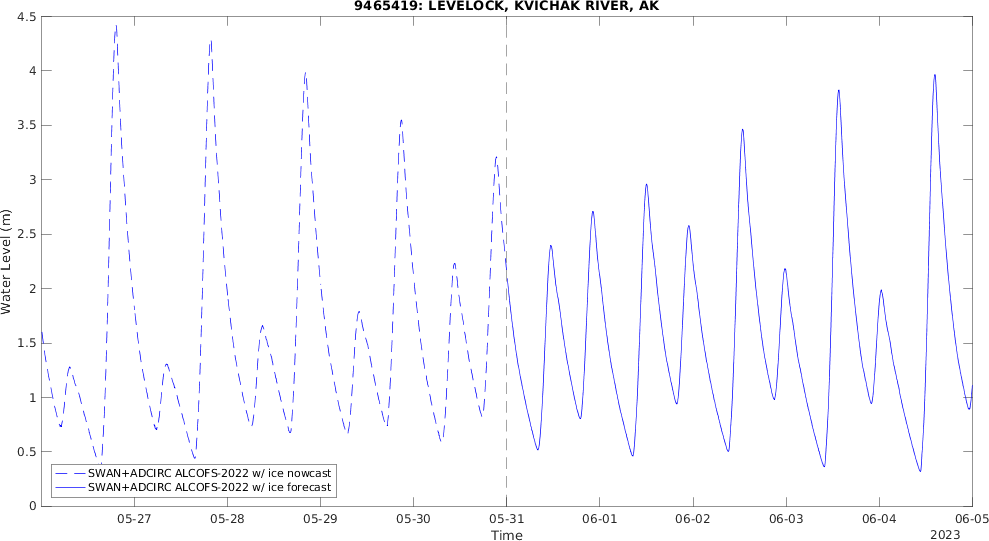 9465419: LEVELOCK, KVICHAK RIVER, AK
4.5
4
3.5
3
2.5
2
1.5
1
0.5
0
Water Level (m)
SWAN+ADCIRC ALCOFS-2022 w/ ice nowcast
SWAN+ADCIRC ALCOFS-2022 w/ ice forecast
05-27 05-28 05-29 05-30 05-31 06-01 06-02 06-03 06-04 06-05
Time
2023